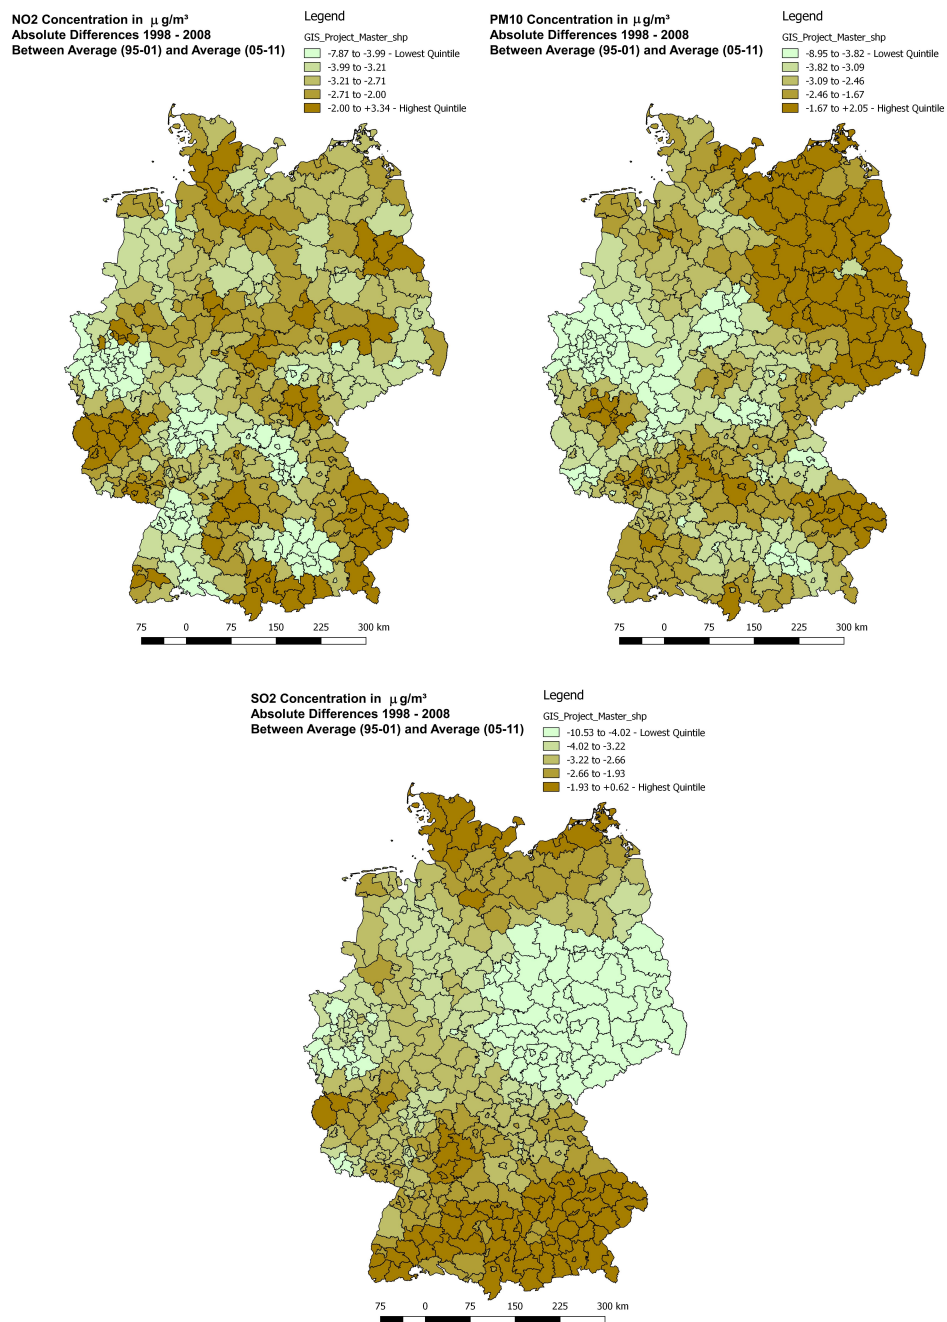 NO2 Concentration in μg/m³
Absolute Differences 1998 - 2008
Between Average (95-01) and Average (05-11)
Legend
GIS_Project_Master_shp
-7.87 to -3.99 - Lowest Quintile
-3.99 to -3.21
-3.21 to -2.71
-2.71 to -2.00
-2.00 to +3.34 - Highest Quintile
75 0 75 150 225 300 km
PM10 Concentration in μg/m³
Absolute Differences 1998 - 2008
Between Average (95-01) and Average (05-11)
Legend
GIS_Project_Master_shp
-8.95 to -3.82 - Lowest Quintile
-3.82 to -3.09
-3.09 to -2.46
-2.46 to -1.67
-1.67 to +2.05 - Highest Quintile
75 0 75 150 225 300 km
SO2 Concentration in μg/m³
Absolute Differences 1998 - 2008
Between Average (95-01) and Average (05-11)
Legend
GIS_Project_Master_shp
-10.53 to -4.02 - Lowest Quintile
-4.02 to -3.22
-3.22 to -2.66
-2.66 to -1.93
-1.93 to +0.62 - Highest Quintile
75 0 75 150 225 300 km